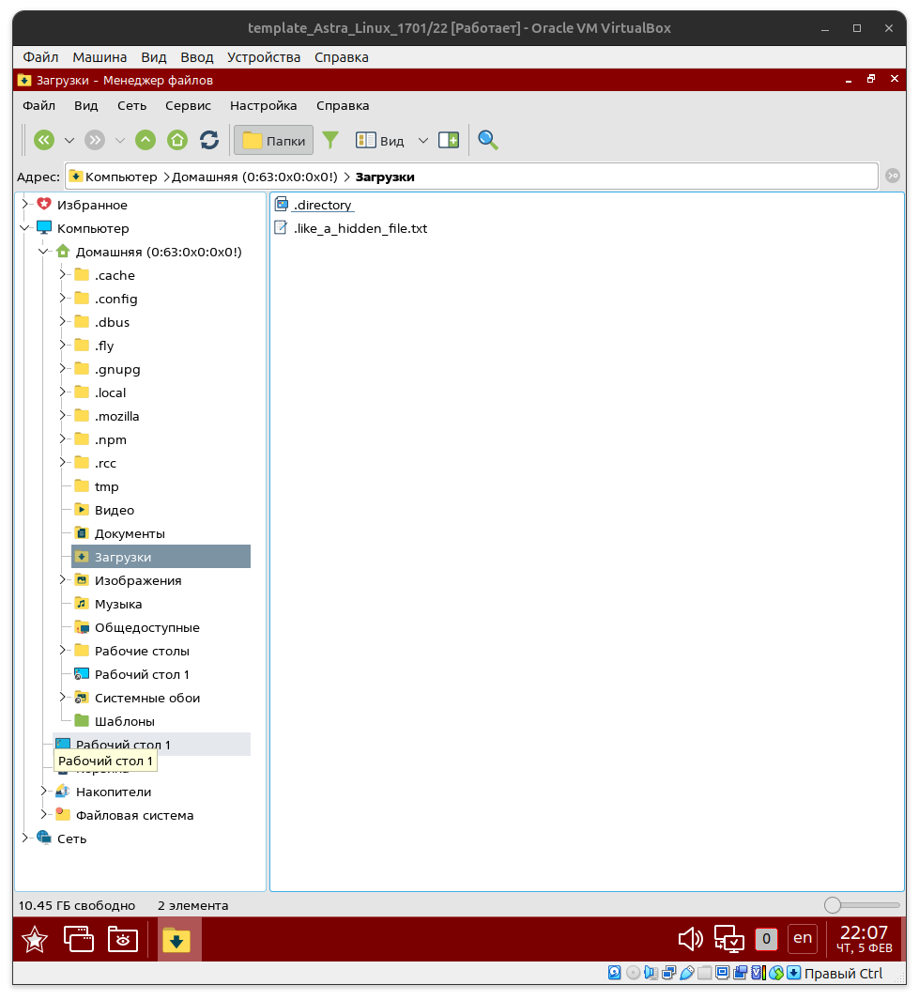 template_Astra_Linux_1701/22 [Работает] - Oracle VM VirtualBox
Файл Машина Вид Ввод Устройства Справка
Загрузки – Менеджер файлов
Файл Вид Сеть Сервис Настройка Справка
Папки Вид
Адрес: Компьютер Домашняя (0:63:0x0:0x0!) Загрузки
Избранное
Компьютер
Домашняя (0:63:0x0:0x0!)
.cache
.config
.dbus
.fly
.gnupg
.local
.mozilla
.npm
.rcc
tmp
Видео
Документы
Загрузки
Изображения
Музыка
Общедоступные
Рабочие столы
Рабочий стол 1
Системные обои
Шаблоны
Рабочий стол 1
Рабочий стол 1
Накопители
Файловая система
Сеть
.directory
.like_a_hidden_file.txt
10.45 ГБ свободно 2 элемента
0 en 22:07
ЧТ, 5 ФЕВ
Правый Ctrl